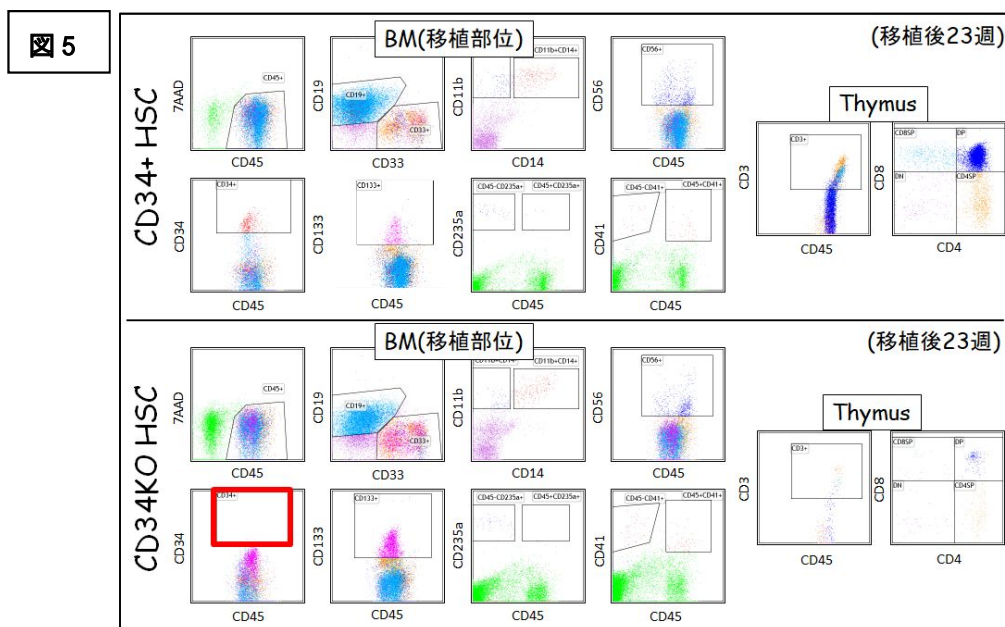 図5
CD34+ HSC
BM(移植部位)
(移植後23週)
7AAD
CD45+
CD45
CD19
CD19+
CD33+
CD33
CD11b
CD11b+CD14+
CD14
CD56
CD56+
CD45
Thymus
CD3
CD3+
CD45
CD8
CD8SP
DP
DN
CD4SP
CD4
CD34
CD34+
CD45
CD133
CD133+
CD45
CD235a
CD45-CD235a+
CD45+CD235a+
CD45
CD41
CD45-CD41+
CD45+CD41+
CD45
CD34KO HSC
BM(移植部位)
(移植後23週)
7AAD
CD45+
CD45
CD19
CD19+
CD33+
CD33
CD11b
CD11b+CD14-
CD11b+CD14+
CD14
CD56
CD56+
CD45
Thymus
CD3
CD3+
CD45
CD8
CD8SP
DP
DN
CD4SP
CD4
CD34
CD34+
CD45
CD133
CD133+
CD45
CD235a
CD45-CD235a+
CD45+CD235a+
CD45
CD41
CD45-CD41+
CD45+CD41+
CD45